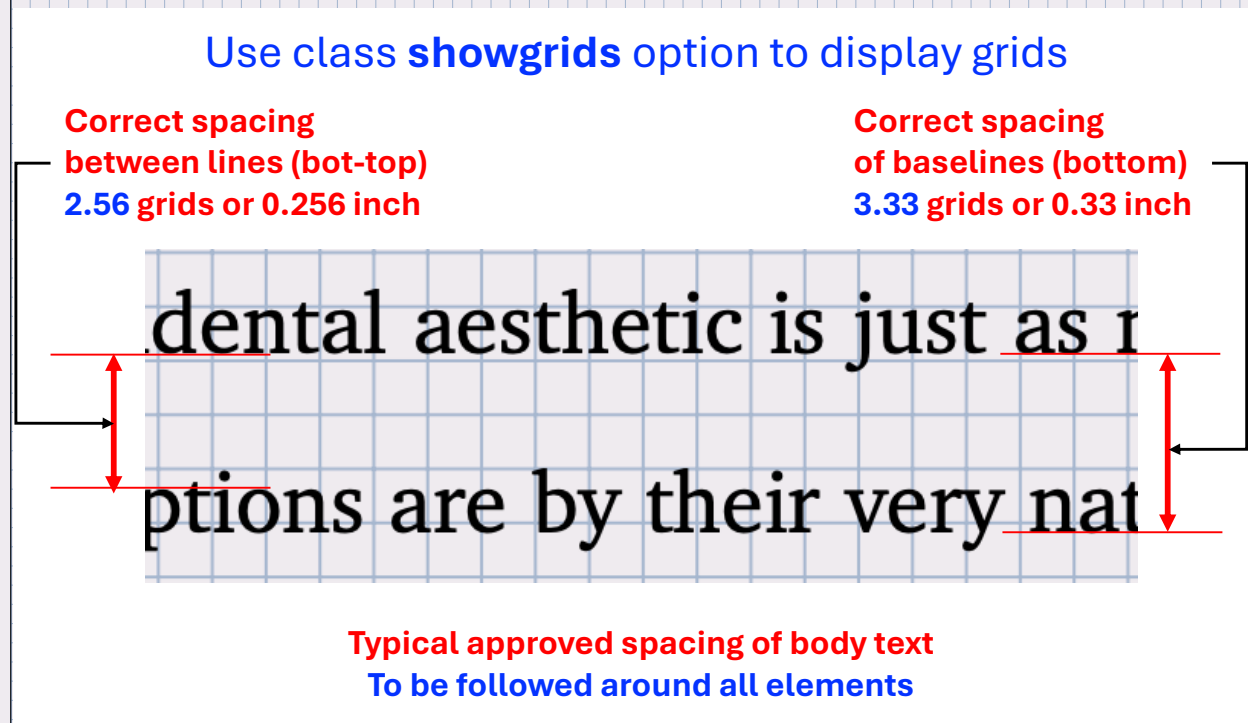 Use class showgrids option to display grids
Correct spacing
between lines (bot-top)
2.56 grids or 0.256 inch
Correct spacing
of baselines (bottom)
3.33 grids or 0.33 inch
dental aesthetic is just as
ptions are by their very nat
Typical approved spacing of body text
To be followed around all elements